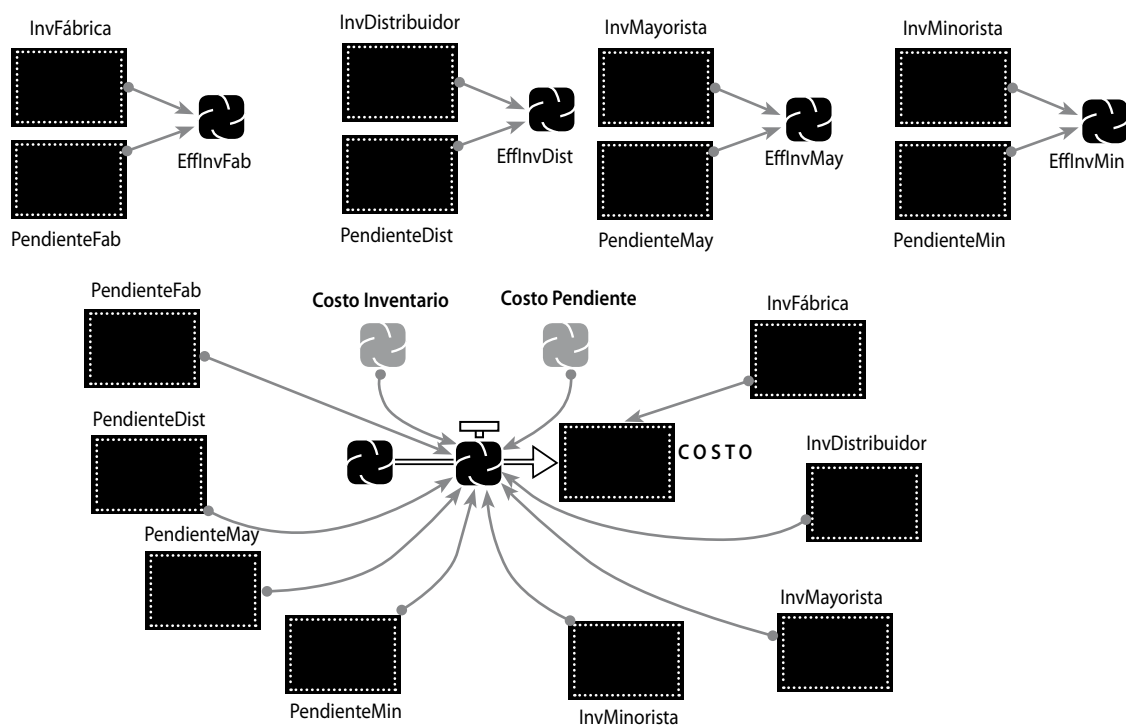 InvFábrica
InvDistribuidor
InvMayorista
InvMinorista
EffInvFab
EffInvDist
EffInvMay
EffInvMin
PendienteFab
PendienteDist
PendienteMay
PendienteMin
PendienteFab
Costo Inventario
Costo Pendiente
InvFábrica
PendienteDist
COSTO
InvDistribuidor
PendienteMay
InvMayorista
PendienteMin
InvMinorista